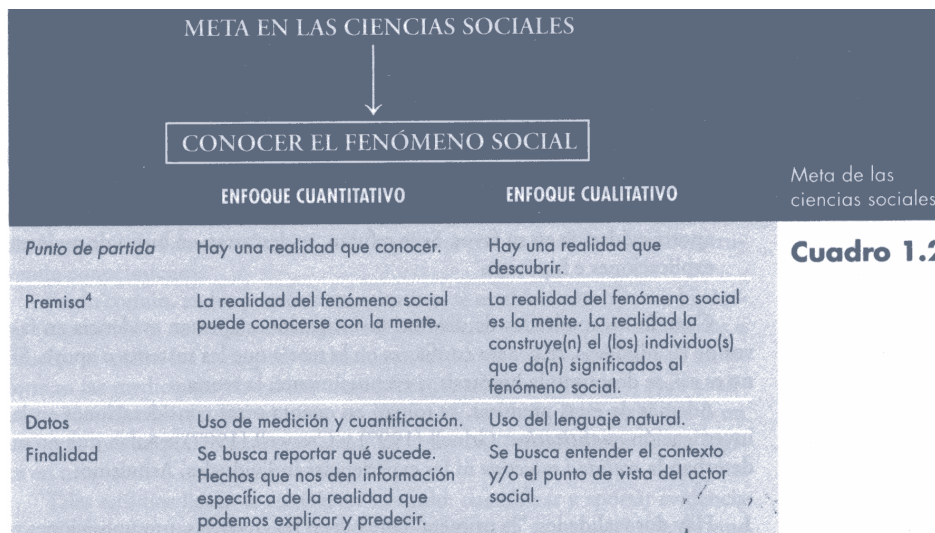 META EN LAS CIENCIAS SOCIALES
CONOCER EL FENÓMENO SOCIAL
ENFOQUE CUANTITATIVO
ENFOQUE CUALITATIVO
Meta de las
ciencias sociales
Cuadro 1.2
Punto de partida
Hay una realidad que conocer.
Hay una realidad que
descubrir.
Premisa⁴
La realidad del fenómeno social
puede conocerse con la mente.
La realidad del fenómeno social
es la mente. La realidad la
construye(n) el (los) individuo(s)
que da(n) significados al
fenómeno social.
Datos
Uso de medición y cuantificación.
Uso del lenguaje natural.
Finalidad
Se busca reportar qué sucede.
Hechos que nos den información
específica de la realidad que
podemos explicar y predecir.
Se busca entender el contexto
y/o el punto de vista del actor
social.